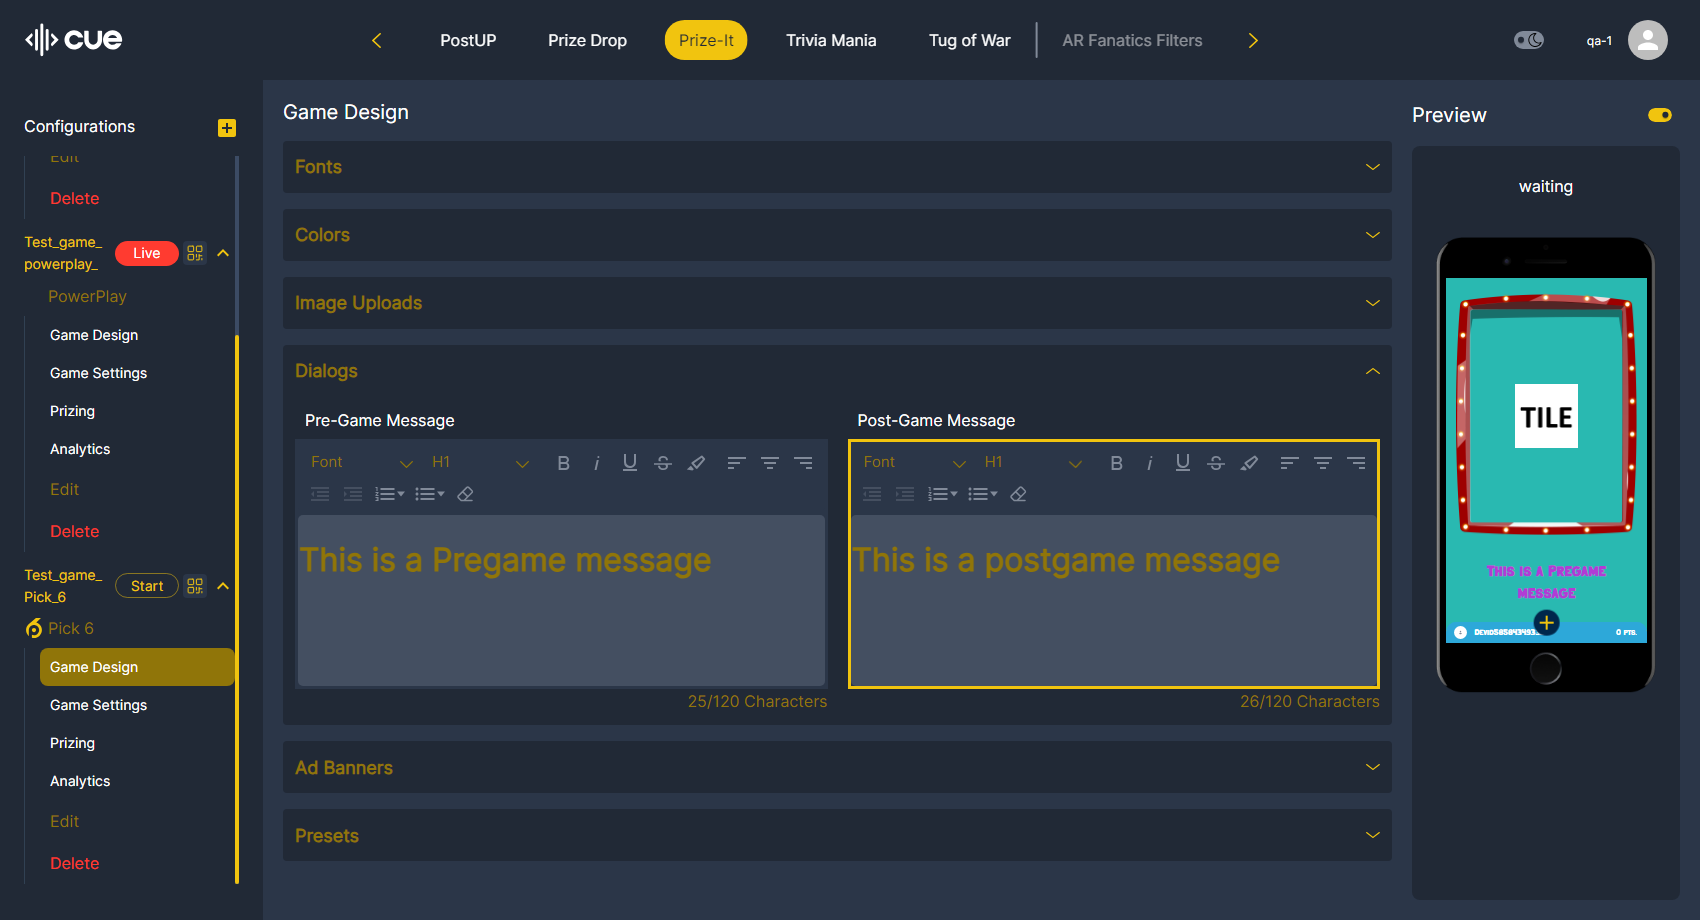 cue
PostUP
Prize Drop
Prize-It
Trivia Mania
Tug of War
AR Fanatics Filters
qa-1
Configurations
Edit
Delete
Test_game_
powerplay_
Live
PowerPlay
Game Design
Game Settings
Prizing
Analytics
Edit
Delete
Test_game_
Pick_6
Start
Pick 6
Game Design
Game Settings
Prizing
Analytics
Edit
Delete
Game Design
Fonts
Colors
Image Uploads
Dialogs
Pre-Game Message
Font
H1
B
i
U
S
This is a Pregame message
25/120 Characters
Post-Game Message
Font
H1
B
i
U
S
This is a postgame message
26/120 Characters
Ad Banners
Presets
Preview
waiting
TILE
This is a Pregame
message
0 pts.